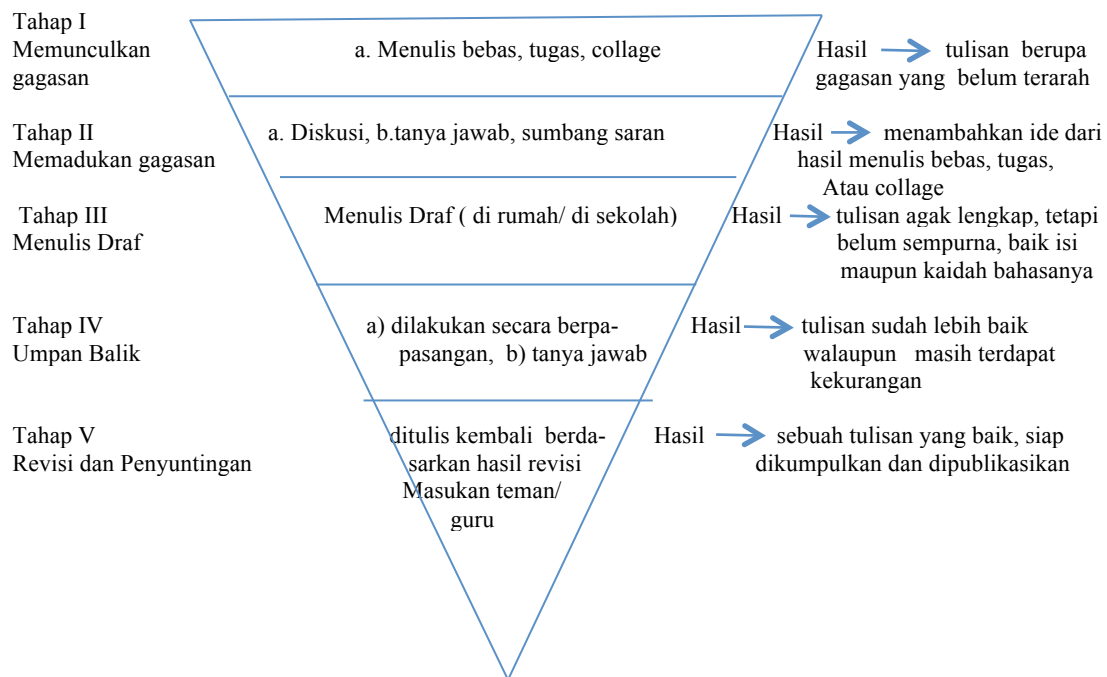 Tahap I
Memunculkan
gagasan
a. Menulis bebas, tugas, collage
Hasil tulisan berupa
gagasan yang belum terarah
Tahap II
Memadukan gagasan
a. Diskusi, b.tanya jawab, sumbang saran
Hasil menambahkan ide dari
hasil menulis bebas, tugas,
Atau collage
Tahap III
Menulis Draf
Menulis Draf ( di rumah/ di sekolah)
Hasil tulisan agak lengkap, tetapi
belum sempurna, baik isi
maupun kaidah bahasanya
Tahap IV
Umpan Balik
a) dilakukan secara berpa-
pasangan, b) tanya jawab
Hasil tulisan sudah lebih baik
walaupun masih terdapat
kekurangan
Tahap V
Revisi dan Penyuntingan
ditulis kembali berda-
sarkan hasil revisi
Masukan teman/
guru
Hasil sebuah tulisan yang baik, siap
dikumpulkan dan dipublikasikan